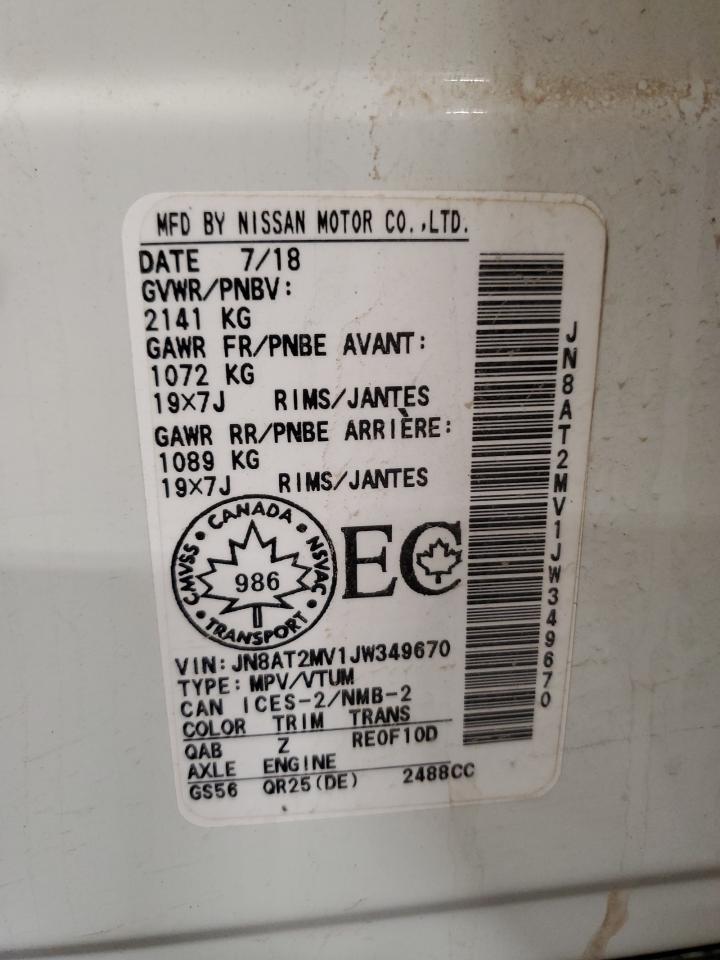 MFD BY NISSAN MOTOR CO.,LTD.
DATE 7/18
GVWR/PNBV:
2141 KG
GAWR FR/PNBE AVANT:
1072 KG
19×7J RIMS/JANTES
GAWR RR/PNBE ARRIÈRE:
1089 KG
19×7J RIMS/JANTES
CANADA
CMVSS
NSVAC
986
TRANSPORT
EC
VIN:JN8AT2MV1JW349670
TYPE:MPV/VTUM
CAN ICES-2/NMB-2
COLOR TRIM TRANS
QAB Z RE0F10D
AXLE ENGINE
GS56 QR25(DE) 2488CC
JN8AT2MV1JW349670